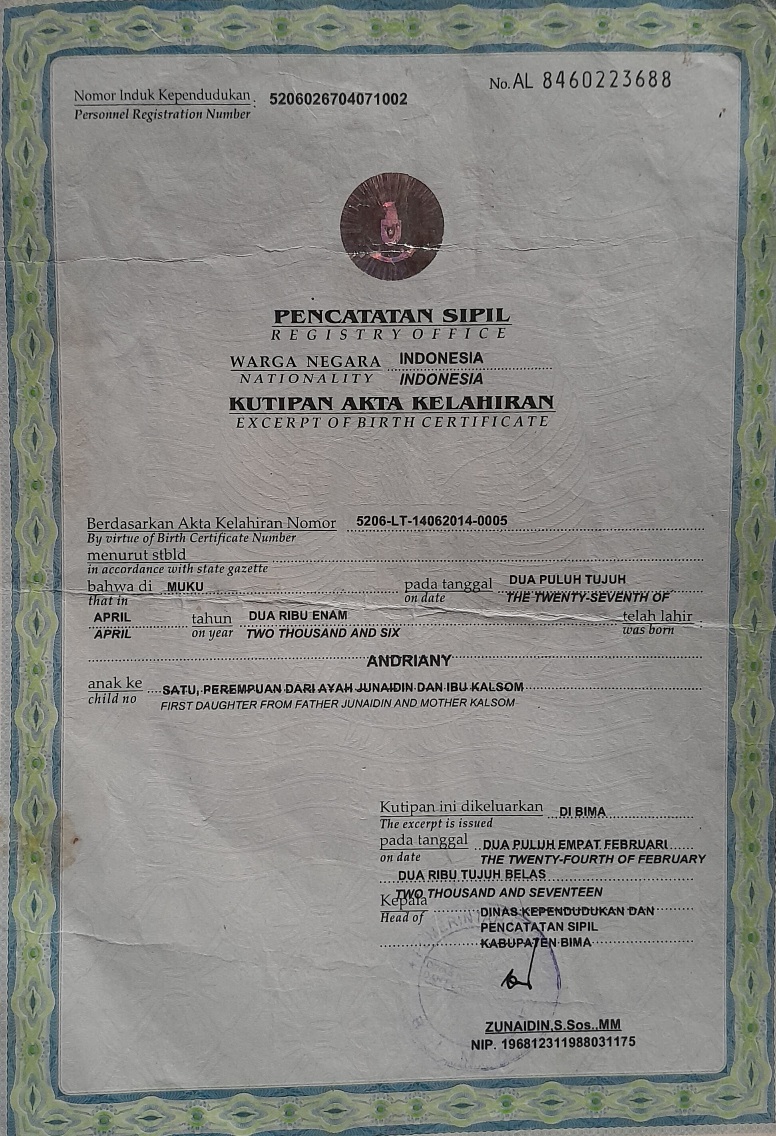 No. AL 8460223688
Nomor Induk Kependudukan : 5206026704071002
Personnel Registration Number
PENCATATAN SIPIL
REGISTRY OFFICE
WARGA NEGARA INDONESIA
NATIONALITY INDONESIA
KUTIPAN AKTA KELAHIRAN
EXCERPT OF BIRTH CERTIFICATE
Berdasarkan Akta Kelahiran Nomor 5206-LT-14062014-0005
By virtue of Birth Certificate Number
menurut stbld
in accordance with state gazette
bahwa di MUKU pada tanggal DUA PULUH TUJUH
that in on date THE TWENTY-SEVENTH OF
APRIL tahun DUA RIBU ENAM telah lahir
APRIL on year TWO THOUSAND AND SIX was born
ANDRIANY
anak ke SATU, PEREMPUAN DARI AYAH JUNAIDIN DAN IBU KALSOM
child no FIRST DAUGHTER FROM FATHER JUNAIDIN AND MOTHER KALSOM
Kutipan ini dikeluarkan DI BIMA
The excerpt is issued
pada tanggal DUA PULUH EMPAT FEBRUARI
on date THE TWENTY-FOURTH OF FEBRUARY
DUA RIBU TUJUH BELAS
TWO THOUSAND AND SEVENTEEN
Kepala DINAS KEPENDUDUKAN DAN
Head of PENCATATAN SIPIL
KABUPATEN BIMA
ZUNAIDIN,S.Sos.,MM
NIP. 196812311988031175